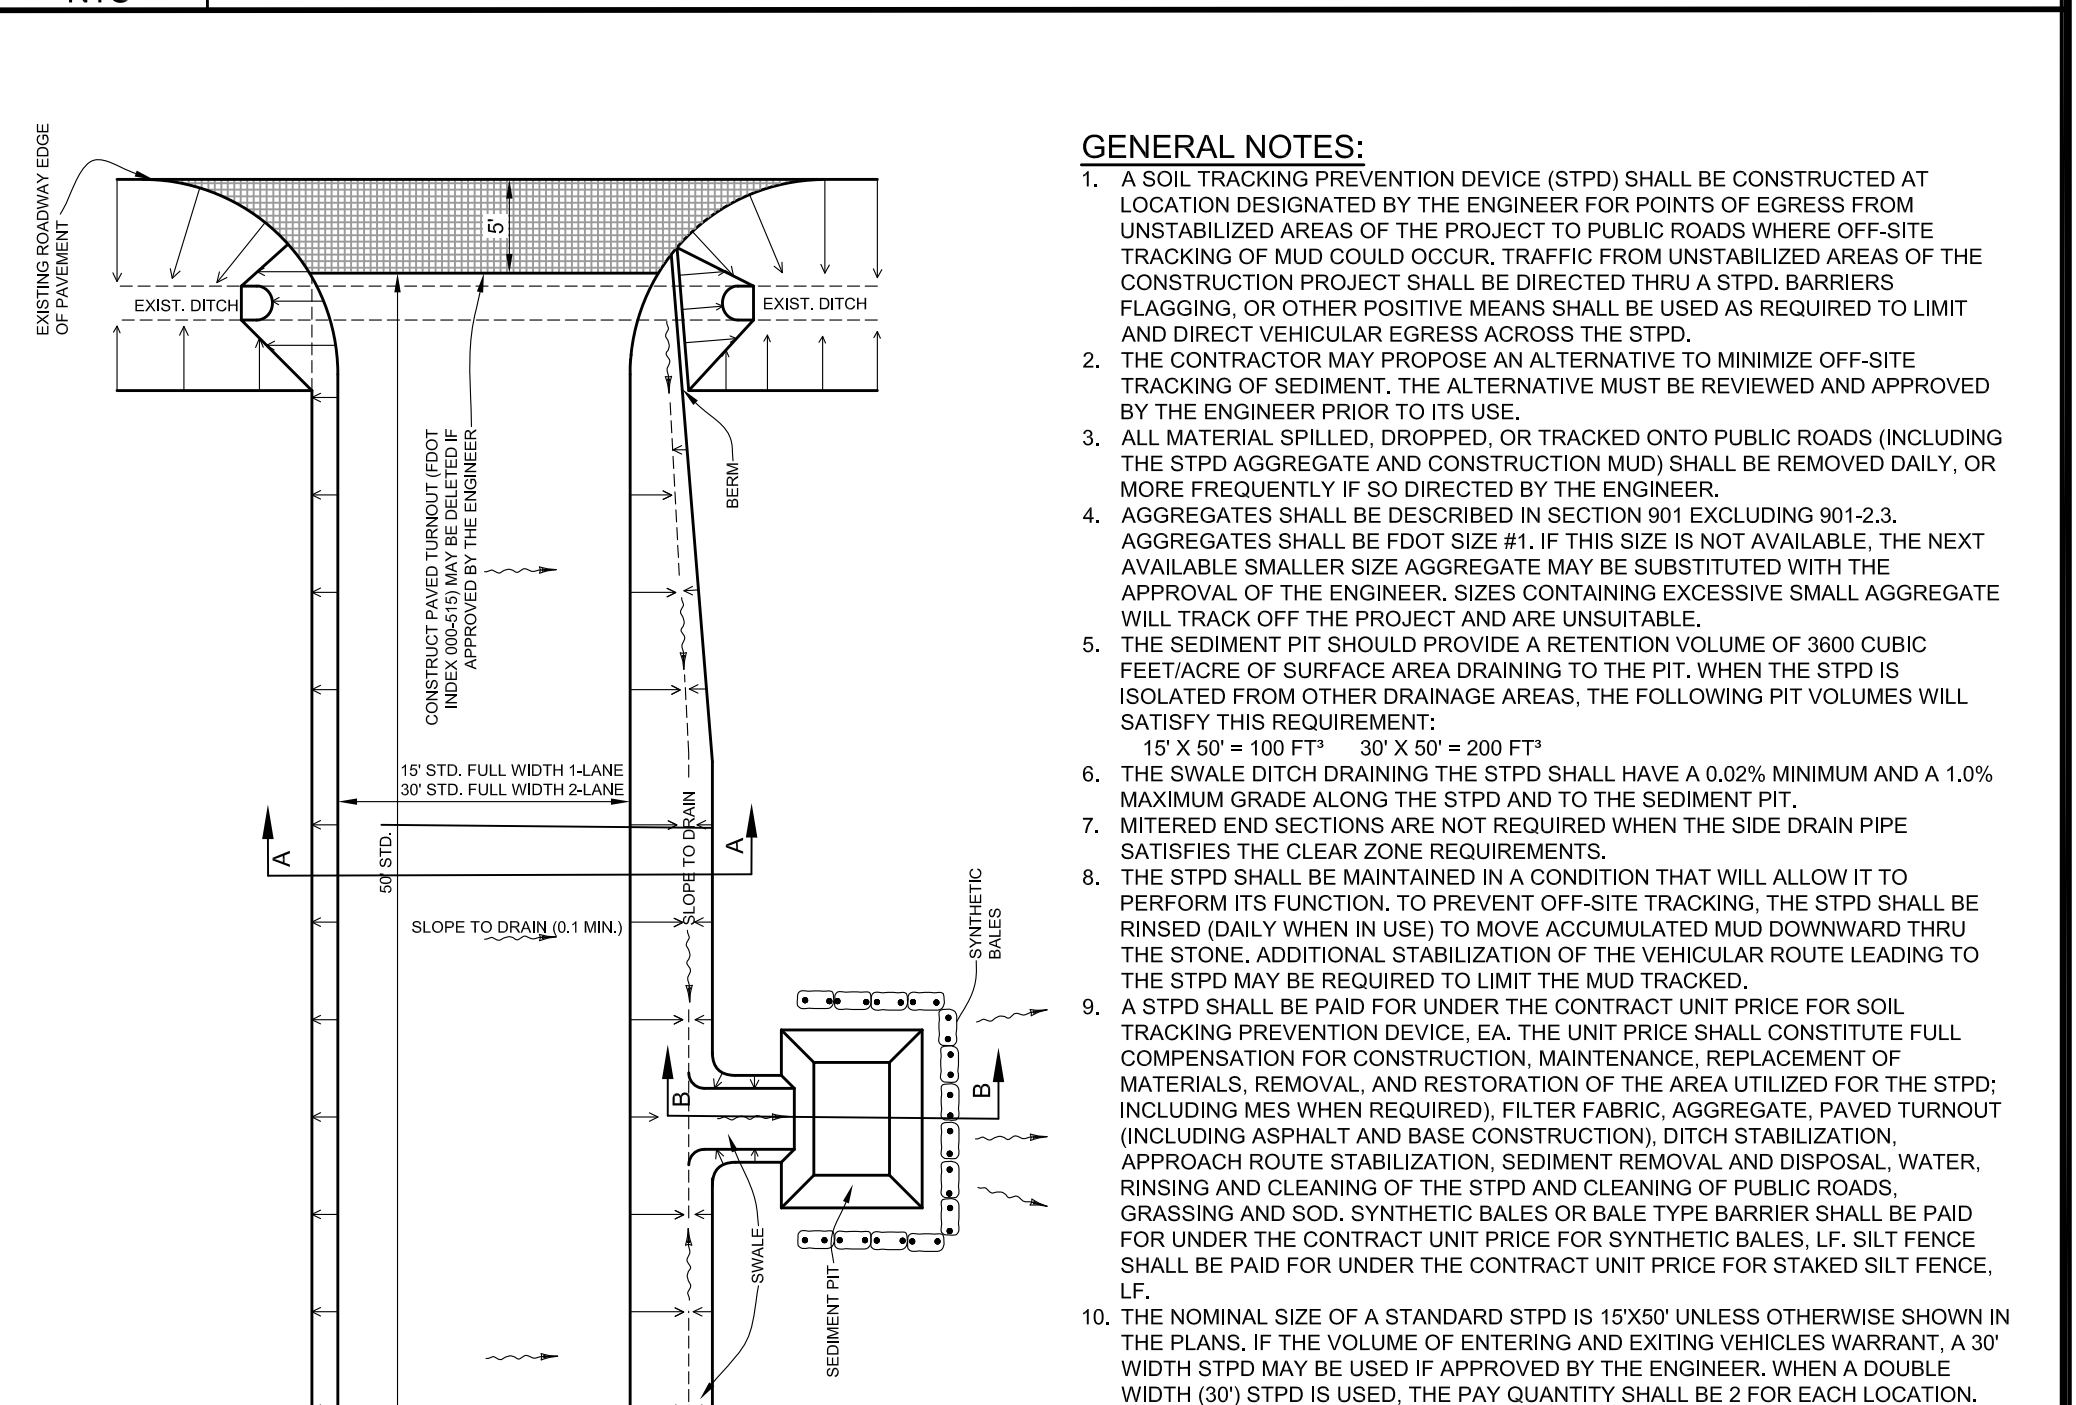 EXISTING ROADWAY EDGE
OF PAVEMENT
5'
EXIST. DITCH
EXIST. DITCH
CONSTRUCT PAVED TURNOUT (FDOT
INDEX 000-515) MAY BE DELETED IF
APPROVED BY THE ENGINEER
BERM
15' STD. FULL WIDTH 1-LANE
30' STD. FULL WIDTH 2-LANE
50' STD.
A
A
SLOPE TO DRAIN
SLOPE TO DRAIN (0.1 MIN.)
SYNTHETIC
BALES
B
B
SWALE
SEDIMENT PIT
GENERAL NOTES:
1. A SOIL TRACKING PREVENTION DEVICE (STPD) SHALL BE CONSTRUCTED AT
LOCATION DESIGNATED BY THE ENGINEER FOR POINTS OF EGRESS FROM
UNSTABILIZED AREAS OF THE PROJECT TO PUBLIC ROADS WHERE OFF-SITE
TRACKING OF MUD COULD OCCUR. TRAFFIC FROM UNSTABILIZED AREAS OF THE
CONSTRUCTION PROJECT SHALL BE DIRECTED THRU A STPD. BARRIERS
FLAGGING, OR OTHER POSITIVE MEANS SHALL BE USED AS REQUIRED TO LIMIT
AND DIRECT VEHICULAR EGRESS ACROSS THE STPD.
2. THE CONTRACTOR MAY PROPOSE AN ALTERNATIVE TO MINIMIZE OFF-SITE
TRACKING OF SEDIMENT. THE ALTERNATIVE MUST BE REVIEWED AND APPROVED
BY THE ENGINEER PRIOR TO ITS USE.
3. ALL MATERIAL SPILLED, DROPPED, OR TRACKED ONTO PUBLIC ROADS (INCLUDING
THE STPD AGGREGATE AND CONSTRUCTION MUD) SHALL BE REMOVED DAILY, OR
MORE FREQUENTLY IF SO DIRECTED BY THE ENGINEER.
4. AGGREGATES SHALL BE DESCRIBED IN SECTION 901 EXCLUDING 901-2.3.
AGGREGATES SHALL BE FDOT SIZE #1. IF THIS SIZE IS NOT AVAILABLE, THE NEXT
AVAILABLE SMALLER SIZE AGGREGATE MAY BE SUBSTITUTED WITH THE
APPROVAL OF THE ENGINEER. SIZES CONTAINING EXCESSIVE SMALL AGGREGATE
WILL TRACK OFF THE PROJECT AND ARE UNSUITABLE.
5. THE SEDIMENT PIT SHOULD PROVIDE A RETENTION VOLUME OF 3600 CUBIC
FEET/ACRE OF SURFACE AREA DRAINING TO THE PIT. WHEN THE STPD IS
ISOLATED FROM OTHER DRAINAGE AREAS, THE FOLLOWING PIT VOLUMES WILL
SATISFY THIS REQUIREMENT:
15' X 50' = 100 FT³ 30' X 50' = 200 FT³
6. THE SWALE DITCH DRAINING THE STPD SHALL HAVE A 0.02% MINIMUM AND A 1.0%
MAXIMUM GRADE ALONG THE STPD AND TO THE SEDIMENT PIT.
7. MITERED END SECTIONS ARE NOT REQUIRED WHEN THE SIDE DRAIN PIPE
SATISFIES THE CLEAR ZONE REQUIREMENTS.
8. THE STPD SHALL BE MAINTAINED IN A CONDITION THAT WILL ALLOW IT TO
PERFORM ITS FUNCTION. TO PREVENT OFF-SITE TRACKING, THE STPD SHALL BE
RINSED (DAILY WHEN IN USE) TO MOVE ACCUMULATED MUD DOWNWARD THRU
THE STONE. ADDITIONAL STABILIZATION OF THE VEHICULAR ROUTE LEADING TO
THE STPD MAY BE REQUIRED TO LIMIT THE MUD TRACKED.
9. A STPD SHALL BE PAID FOR UNDER THE CONTRACT UNIT PRICE FOR SOIL
TRACKING PREVENTION DEVICE, EA. THE UNIT PRICE SHALL CONSTITUTE FULL
COMPENSATION FOR CONSTRUCTION, MAINTENANCE, REPLACEMENT OF
MATERIALS, REMOVAL, AND RESTORATION OF THE AREA UTILIZED FOR THE STPD;
INCLUDING MES WHEN REQUIRED), FILTER FABRIC, AGGREGATE, PAVED TURNOUT
(INCLUDING ASPHALT AND BASE CONSTRUCTION), DITCH STABILIZATION,
APPROACH ROUTE STABILIZATION, SEDIMENT REMOVAL AND DISPOSAL, WATER,
RINSING AND CLEANING OF THE STPD AND CLEANING OF PUBLIC ROADS,
GRASSING AND SOD. SYNTHETIC BALES OR BALE TYPE BARRIER SHALL BE PAID
FOR UNDER THE CONTRACT UNIT PRICE FOR SYNTHETIC BALES, LF. SILT FENCE
SHALL BE PAID FOR UNDER THE CONTRACT UNIT PRICE FOR STAKED SILT FENCE,
LF.
10. THE NOMINAL SIZE OF A STANDARD STPD IS 15'X50' UNLESS OTHERWISE SHOWN IN
THE PLANS. IF THE VOLUME OF ENTERING AND EXITING VEHICLES WARRANT, A 30'
WIDTH STPD MAY BE USED IF APPROVED BY THE ENGINEER. WHEN A DOUBLE
WIDTH (30') STPD IS USED, THE PAY QUANTITY SHALL BE 2 FOR EACH LOCATION.